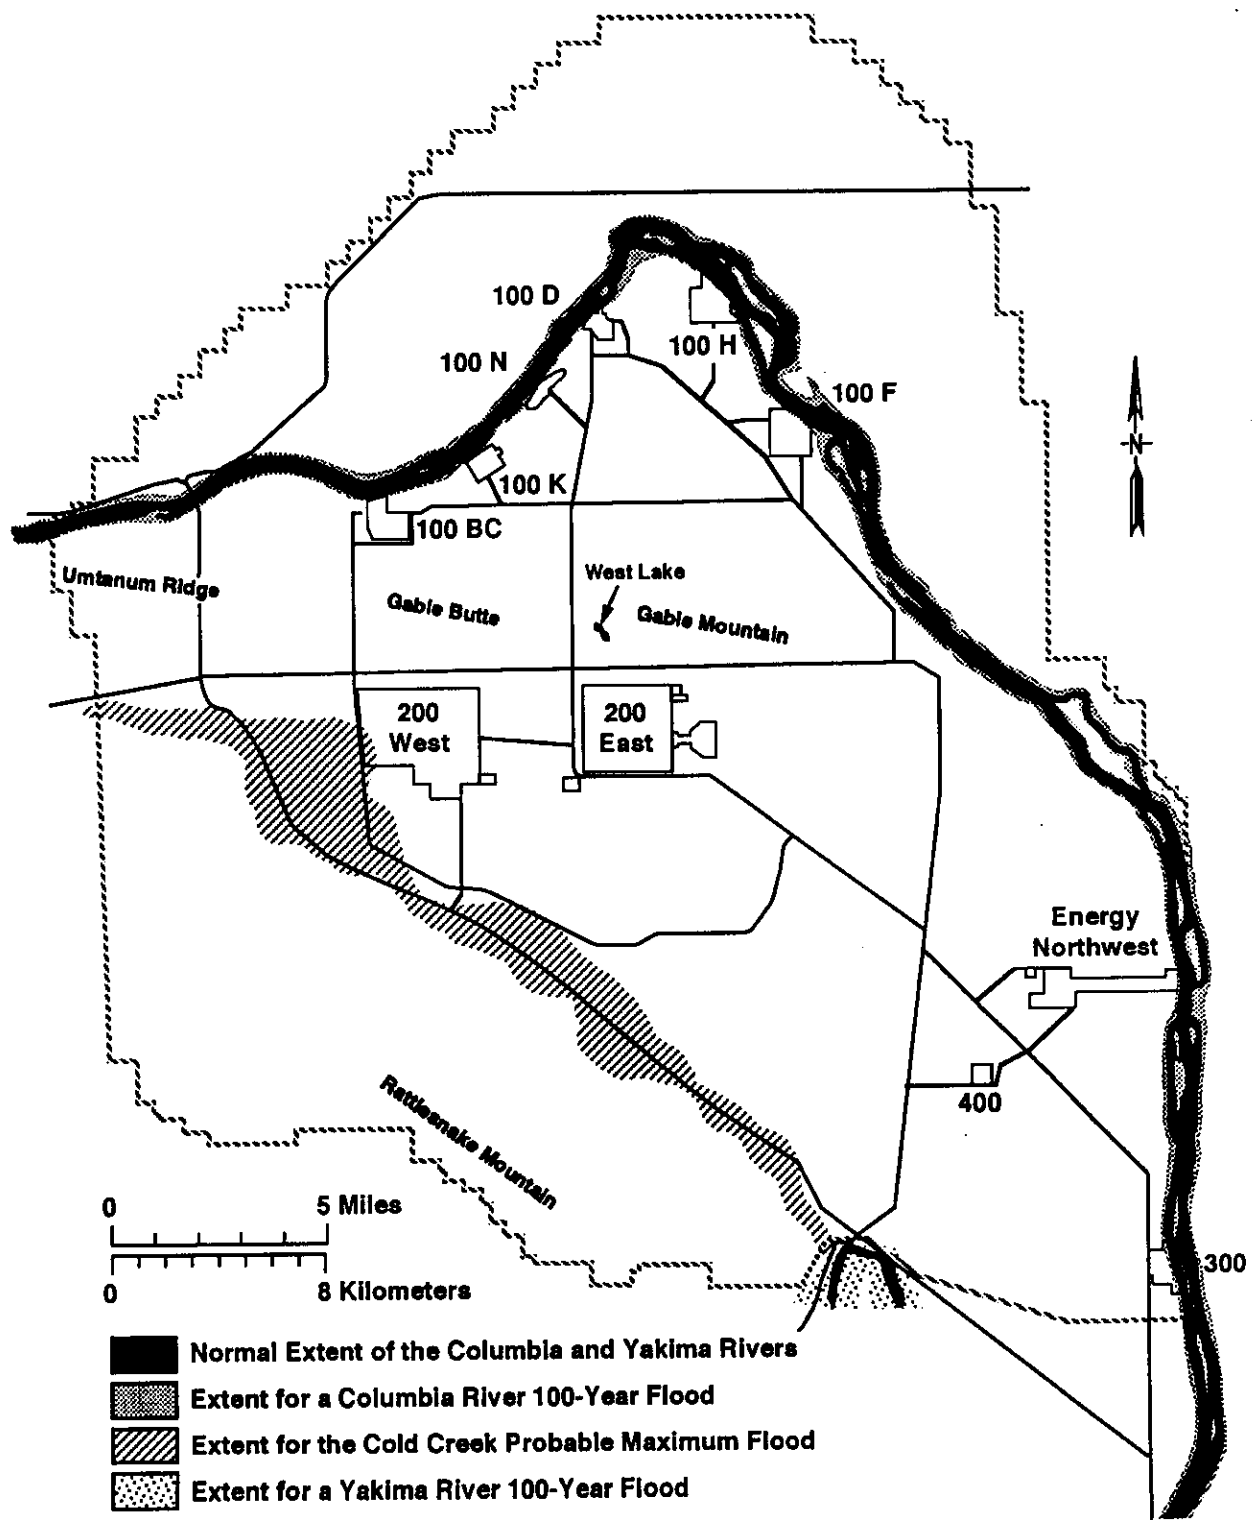 100 D
100 N
100 H
100 F
N
100 K
100 BC
West Lake
Umtanum Ridge
Gable Butte
Gable Mountain
200
West
200
East
Energy
Northwest
400
Rattlesnake Mountain
0
5 Miles
0
8 Kilometers
300
Normal Extent of the Columbia and Yakima Rivers
Extent for a Columbia River 100-Year Flood
Extent for the Cold Creek Probable Maximum Flood
Extent for a Yakima River 100-Year Flood